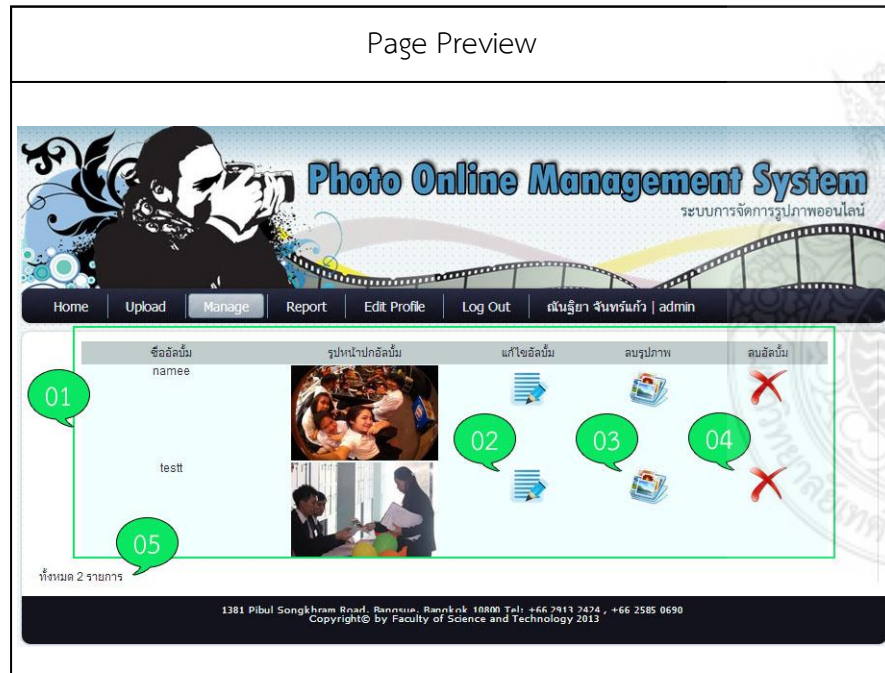 Page Preview
Photo Online Management System
ระบบการจัดการรูปภาพออนไลน์
Home Upload Manage Report Edit Profile Log Out ณันฐิยา จันทร์แก้ว | admin
ชื่ออัลบั้ม รูปหน้าปกอัลบั้ม แก้ไขอัลบั้ม ลบรูปภาพ ลบอัลบั้ม
namee
01
02 03 04
testt
05
ทั้งหมด 2 รายการ
1381 Pibul Songkhram Road, Bangsue, Bangkok 10800 Tel: +66 2913 2424 , +66 2585 0690
Copyright© by Faculty of Science and Technology 2013